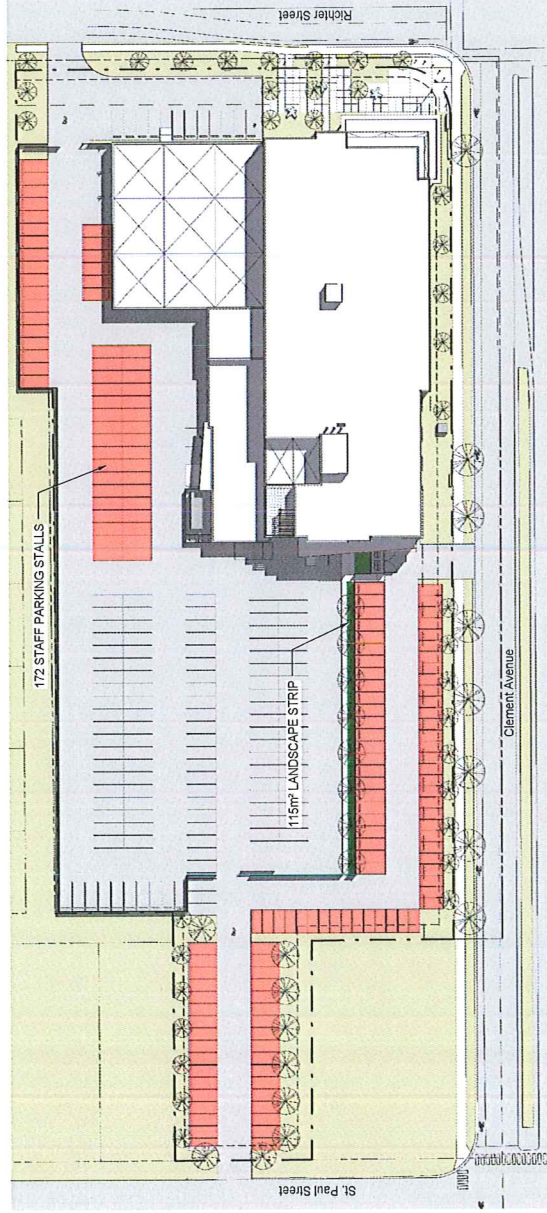 Richter Street
172 STAFF PARKING STALLS
115m² LANDSCAPE STRIP
Clement Avenue
St. Paul Street